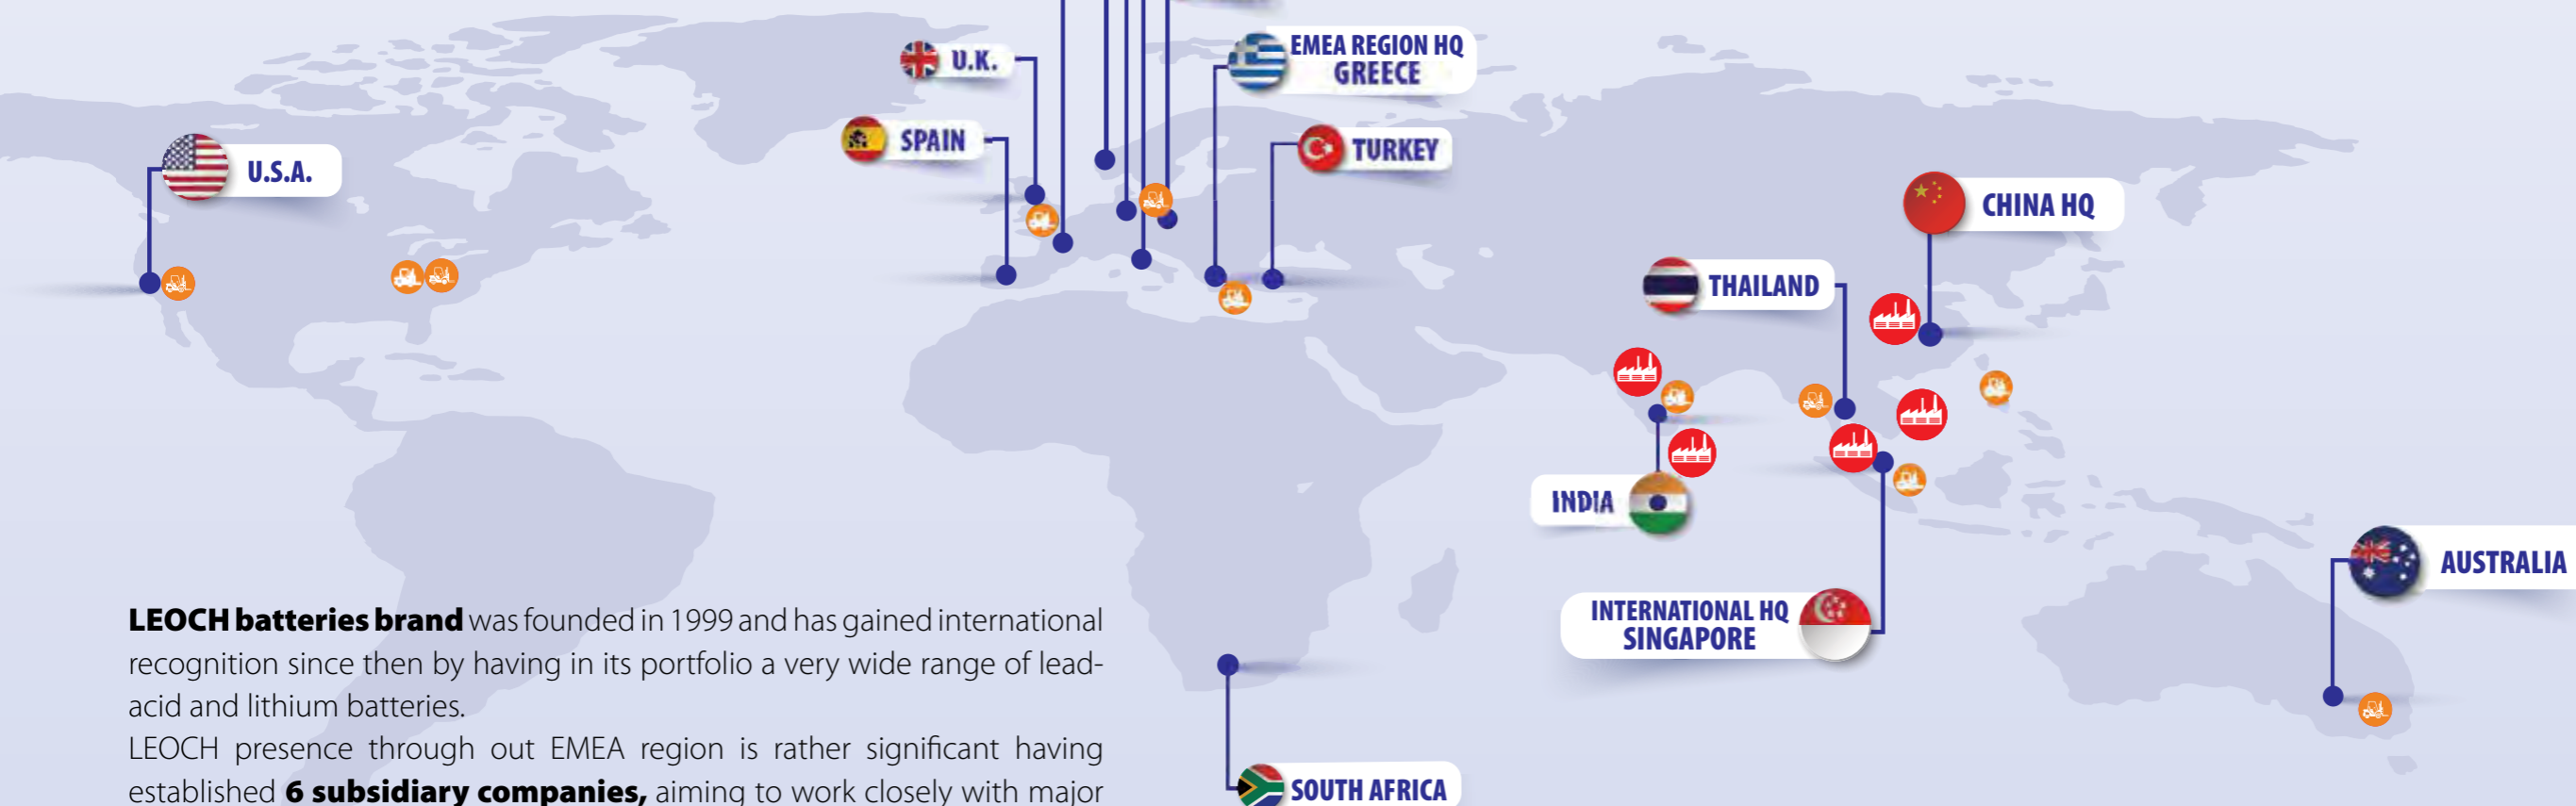 U.K.
EMEA REGION HQ
GREECE
SPAIN
TURKEY
U.S.A.
CHINA HQ
THAILAND
INDIA
AUSTRALIA
INTERNATIONAL HQ
SINGAPORE
LEOCH batteries brand was founded in 1999 and has gained international
recognition since then by having in its portfolio a very wide range of lead-
acid and lithium batteries.
LEOCH presence through out EMEA region is rather significant having
established 6 subsidiary companies, aiming to work closely with major
SOUTH AFRICA